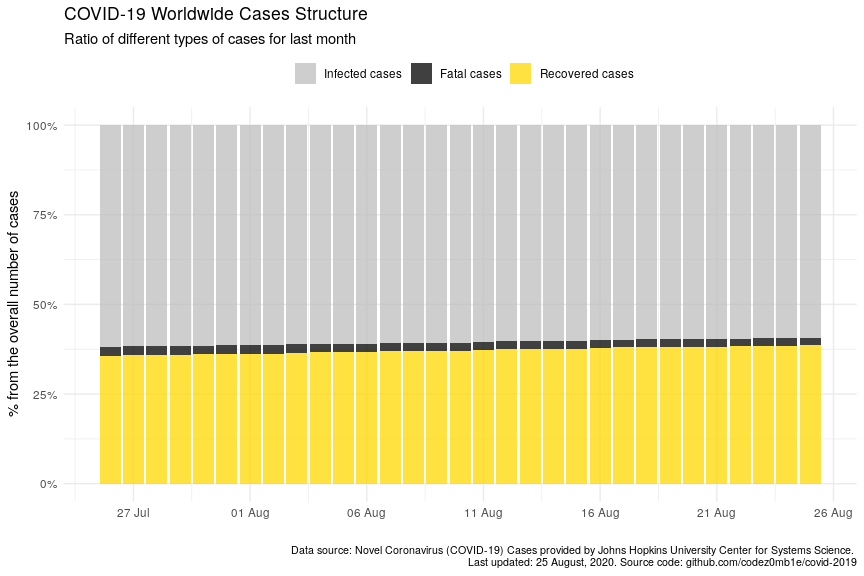 COVID-19 Worldwide Cases Structure
Ratio of different types of cases for last month
Infected cases Fatal cases Recovered cases
% from the overall number of cases
100%
75%
50%
25%
0%
27 Jul 01 Aug 06 Aug 11 Aug 16 Aug 21 Aug 26 Aug
Data source: Novel Coronavirus (COVID-19) Cases provided by Johns Hopkins University Center for Systems Science.
Last updated: 25 August, 2020. Source code: github.com/codez0mb1e/covid-2019